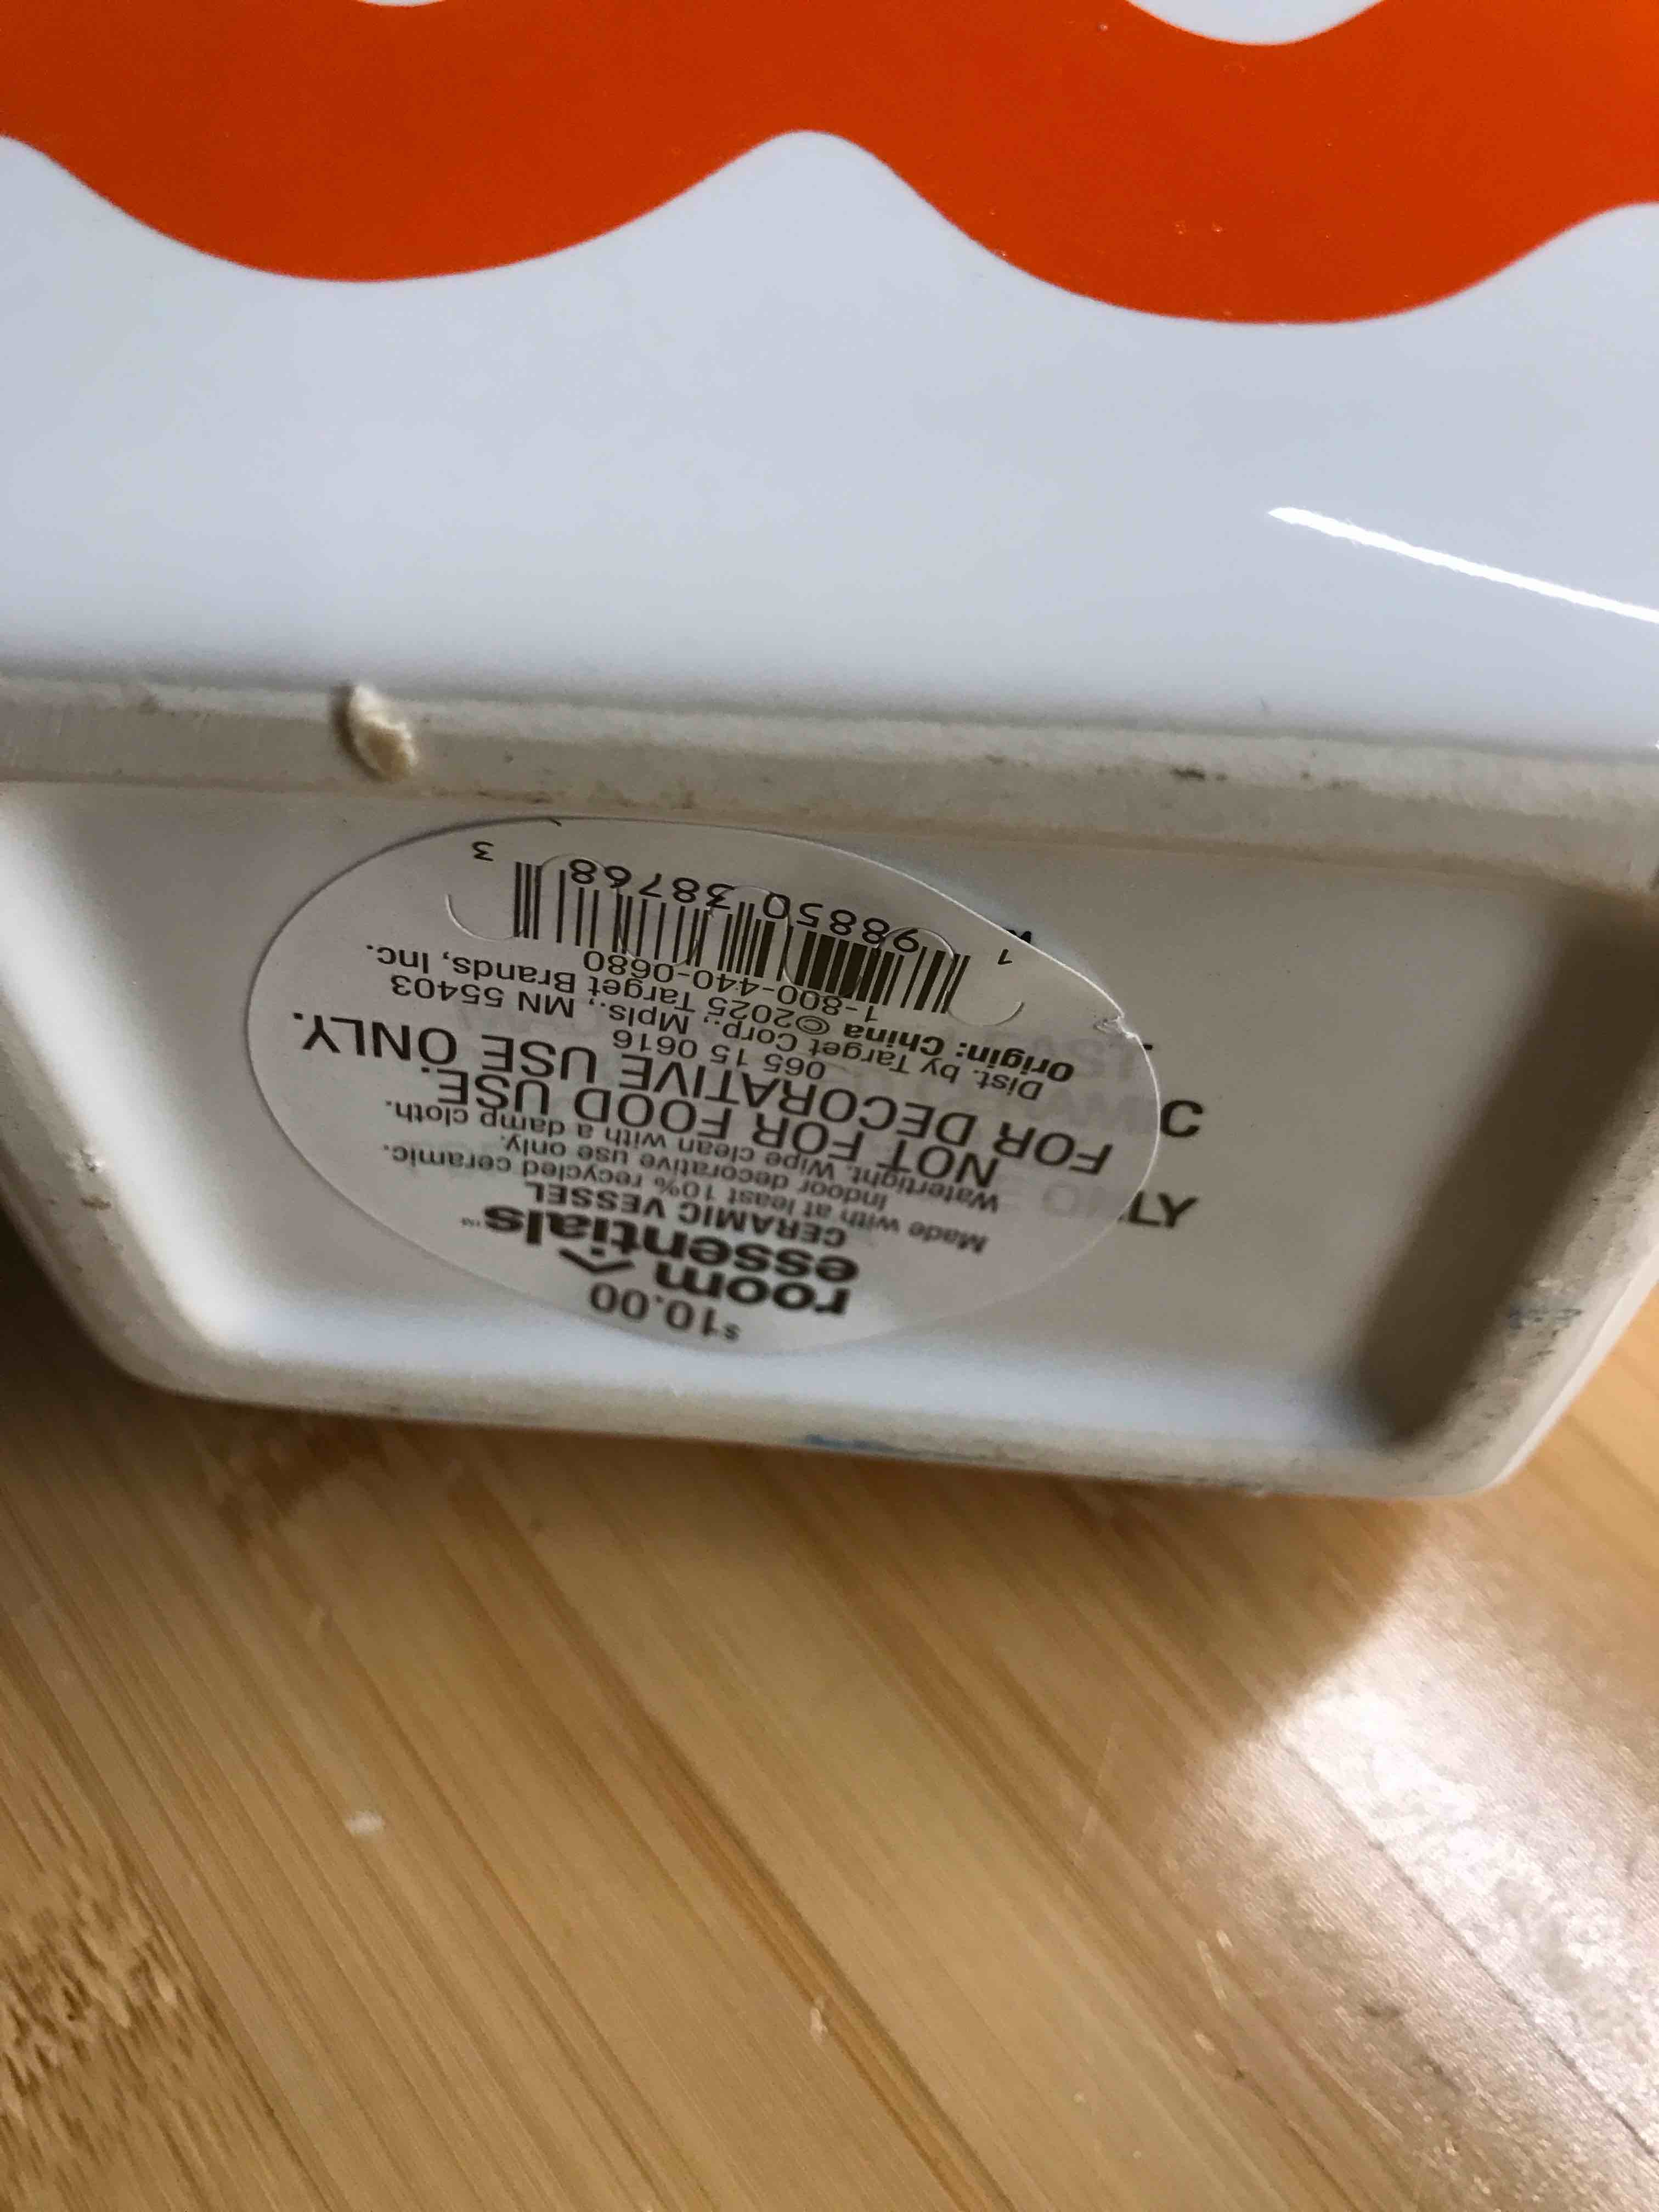 $10.00
room
essentials™
CERAMIC VESSEL
Made with at least 10% recycled ceramic.
Indoor decorative use only.
Watertight. Wipe clean with a damp cloth.
NOT FOR FOOD USE.
FOR DECORATIVE USE ONLY.
065 15 0616
Dist. by Target Corp., Mpls., MN 55403
Origin: China ©2025 Target Brands, Inc.
1-800-440-0680
1 98850 38768 3
LY
C